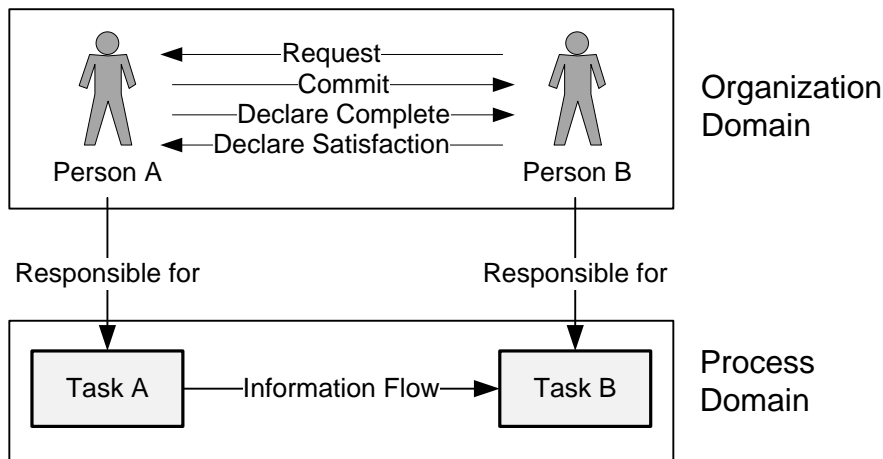 Request
Commit
Declare Complete
Declare Satisfaction
Person A
Person B
Organization
Domain
Responsible for
Responsible for
Task A
Information Flow
Task B
Process
Domain